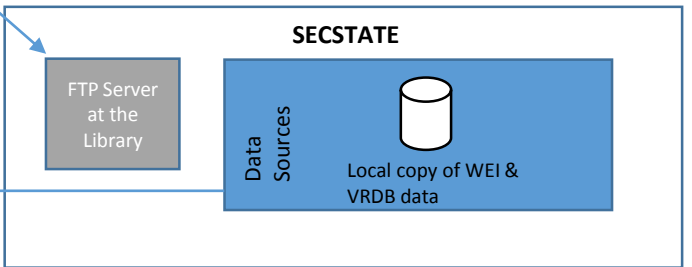 SECSTATE
FTP Server
at the
Library
Data
Sources
Local copy of WEI &
VRDB data